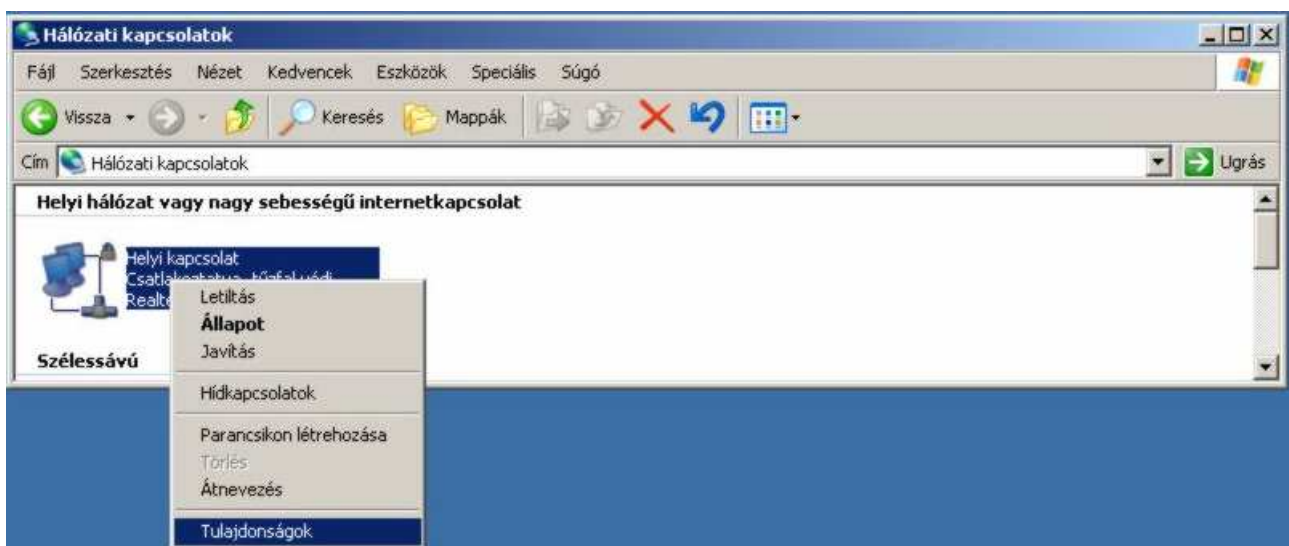 Hálózati kapcsolatok
Fájl Szerkesztés Nézet Kedvencek Eszközök Speciális Súgó
Vissza Keresés Mappák
Cím Hálózati kapcsolatok Ugrás
Helyi hálózat vagy nagy sebességű internetkapcsolat
Helyi kapcsolat
Letiltás
Állapot
Javítás
Hídkapcsolatok
Parancsikon létrehozása
Törlés
Átnevezés
Tulajdonságok
Szélessávú